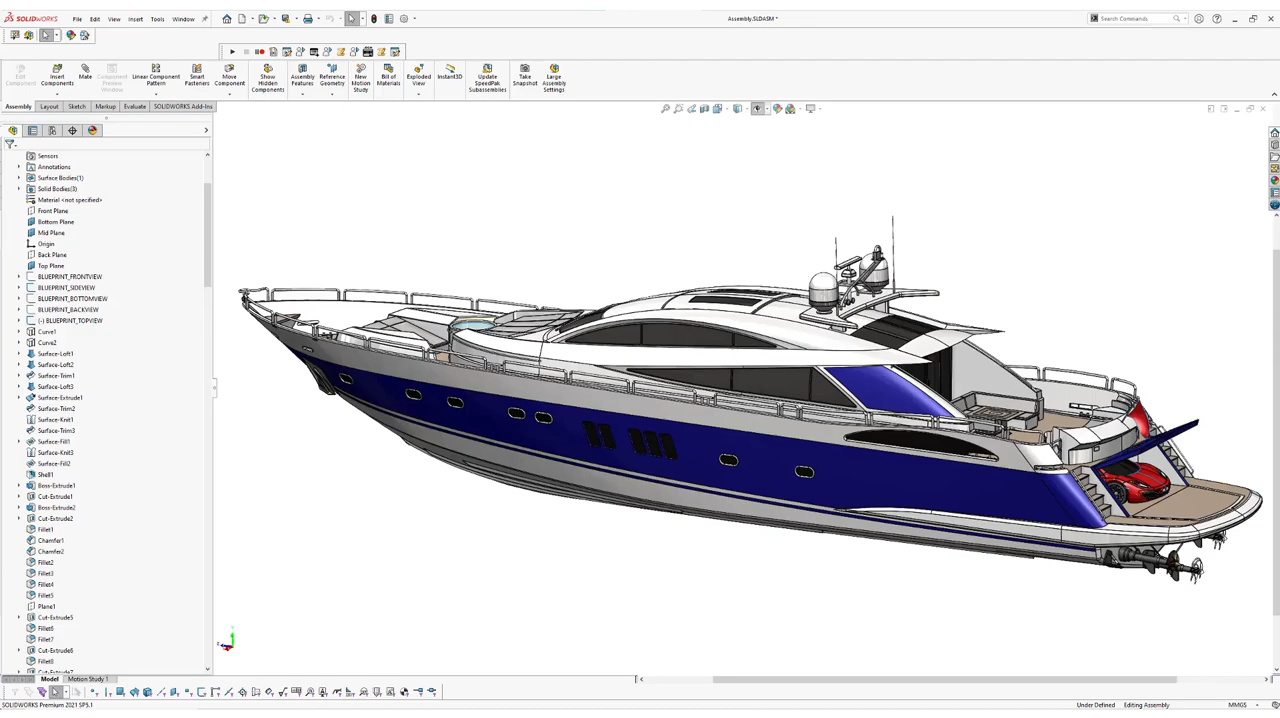 SOLIDWORKS File Edit View Insert Tools Window Assembly.SLDASM * Search Commands
Edit Component Insert Components Mate Component Preview Window Linear Component Pattern Smart Fasteners Move Component Show Hidden Components Assembly Features Reference Geometry New Motion Study Bill of Materials Exploded View Instant3D Update SpeedPak Subassemblies Take Snapshot Large Assembly Settings
Assembly Layout Sketch Markup Evaluate SOLIDWORKS Add-Ins
Sensors
Annotations
Surface Bodies(1)
Solid Bodies(3)
Material <not specified>
Front Plane
Bottom Plane
Mid Plane
Origin
Back Plane
Top Plane
BLUEPRINT_FRONTVIEW
BLUEPRINT_SIDEVIEW
BLUEPRINT_BOTTOMVIEW
BLUEPRINT_BACKVIEW
(-) BLUEPRINT_TOPVIEW
Curve1
Curve2
Surface-Loft1
Surface-Loft2
Surface-Trim1
Surface-Loft3
Surface-Extrude1
Surface-Trim2
Surface-Knit1
Surface-Trim3
Surface-Fill1
Surface-Knit3
Surface-Fill2
Shell1
Boss-Extrude1
Cut-Extrude1
Boss-Extrude2
Cut-Extrude2
Fillet1
Chamfer1
Chamfer2
Fillet2
Fillet3
Fillet4
Fillet5
Plane1
Cut-Extrude5
Fillet6
Fillet7
Cut-Extrude6
Fillet8
Cut-Extrude7
Model Motion Study 1
SOLIDWORKS Premium 2021 SP5.1 Under Defined Editing Assembly MMGS